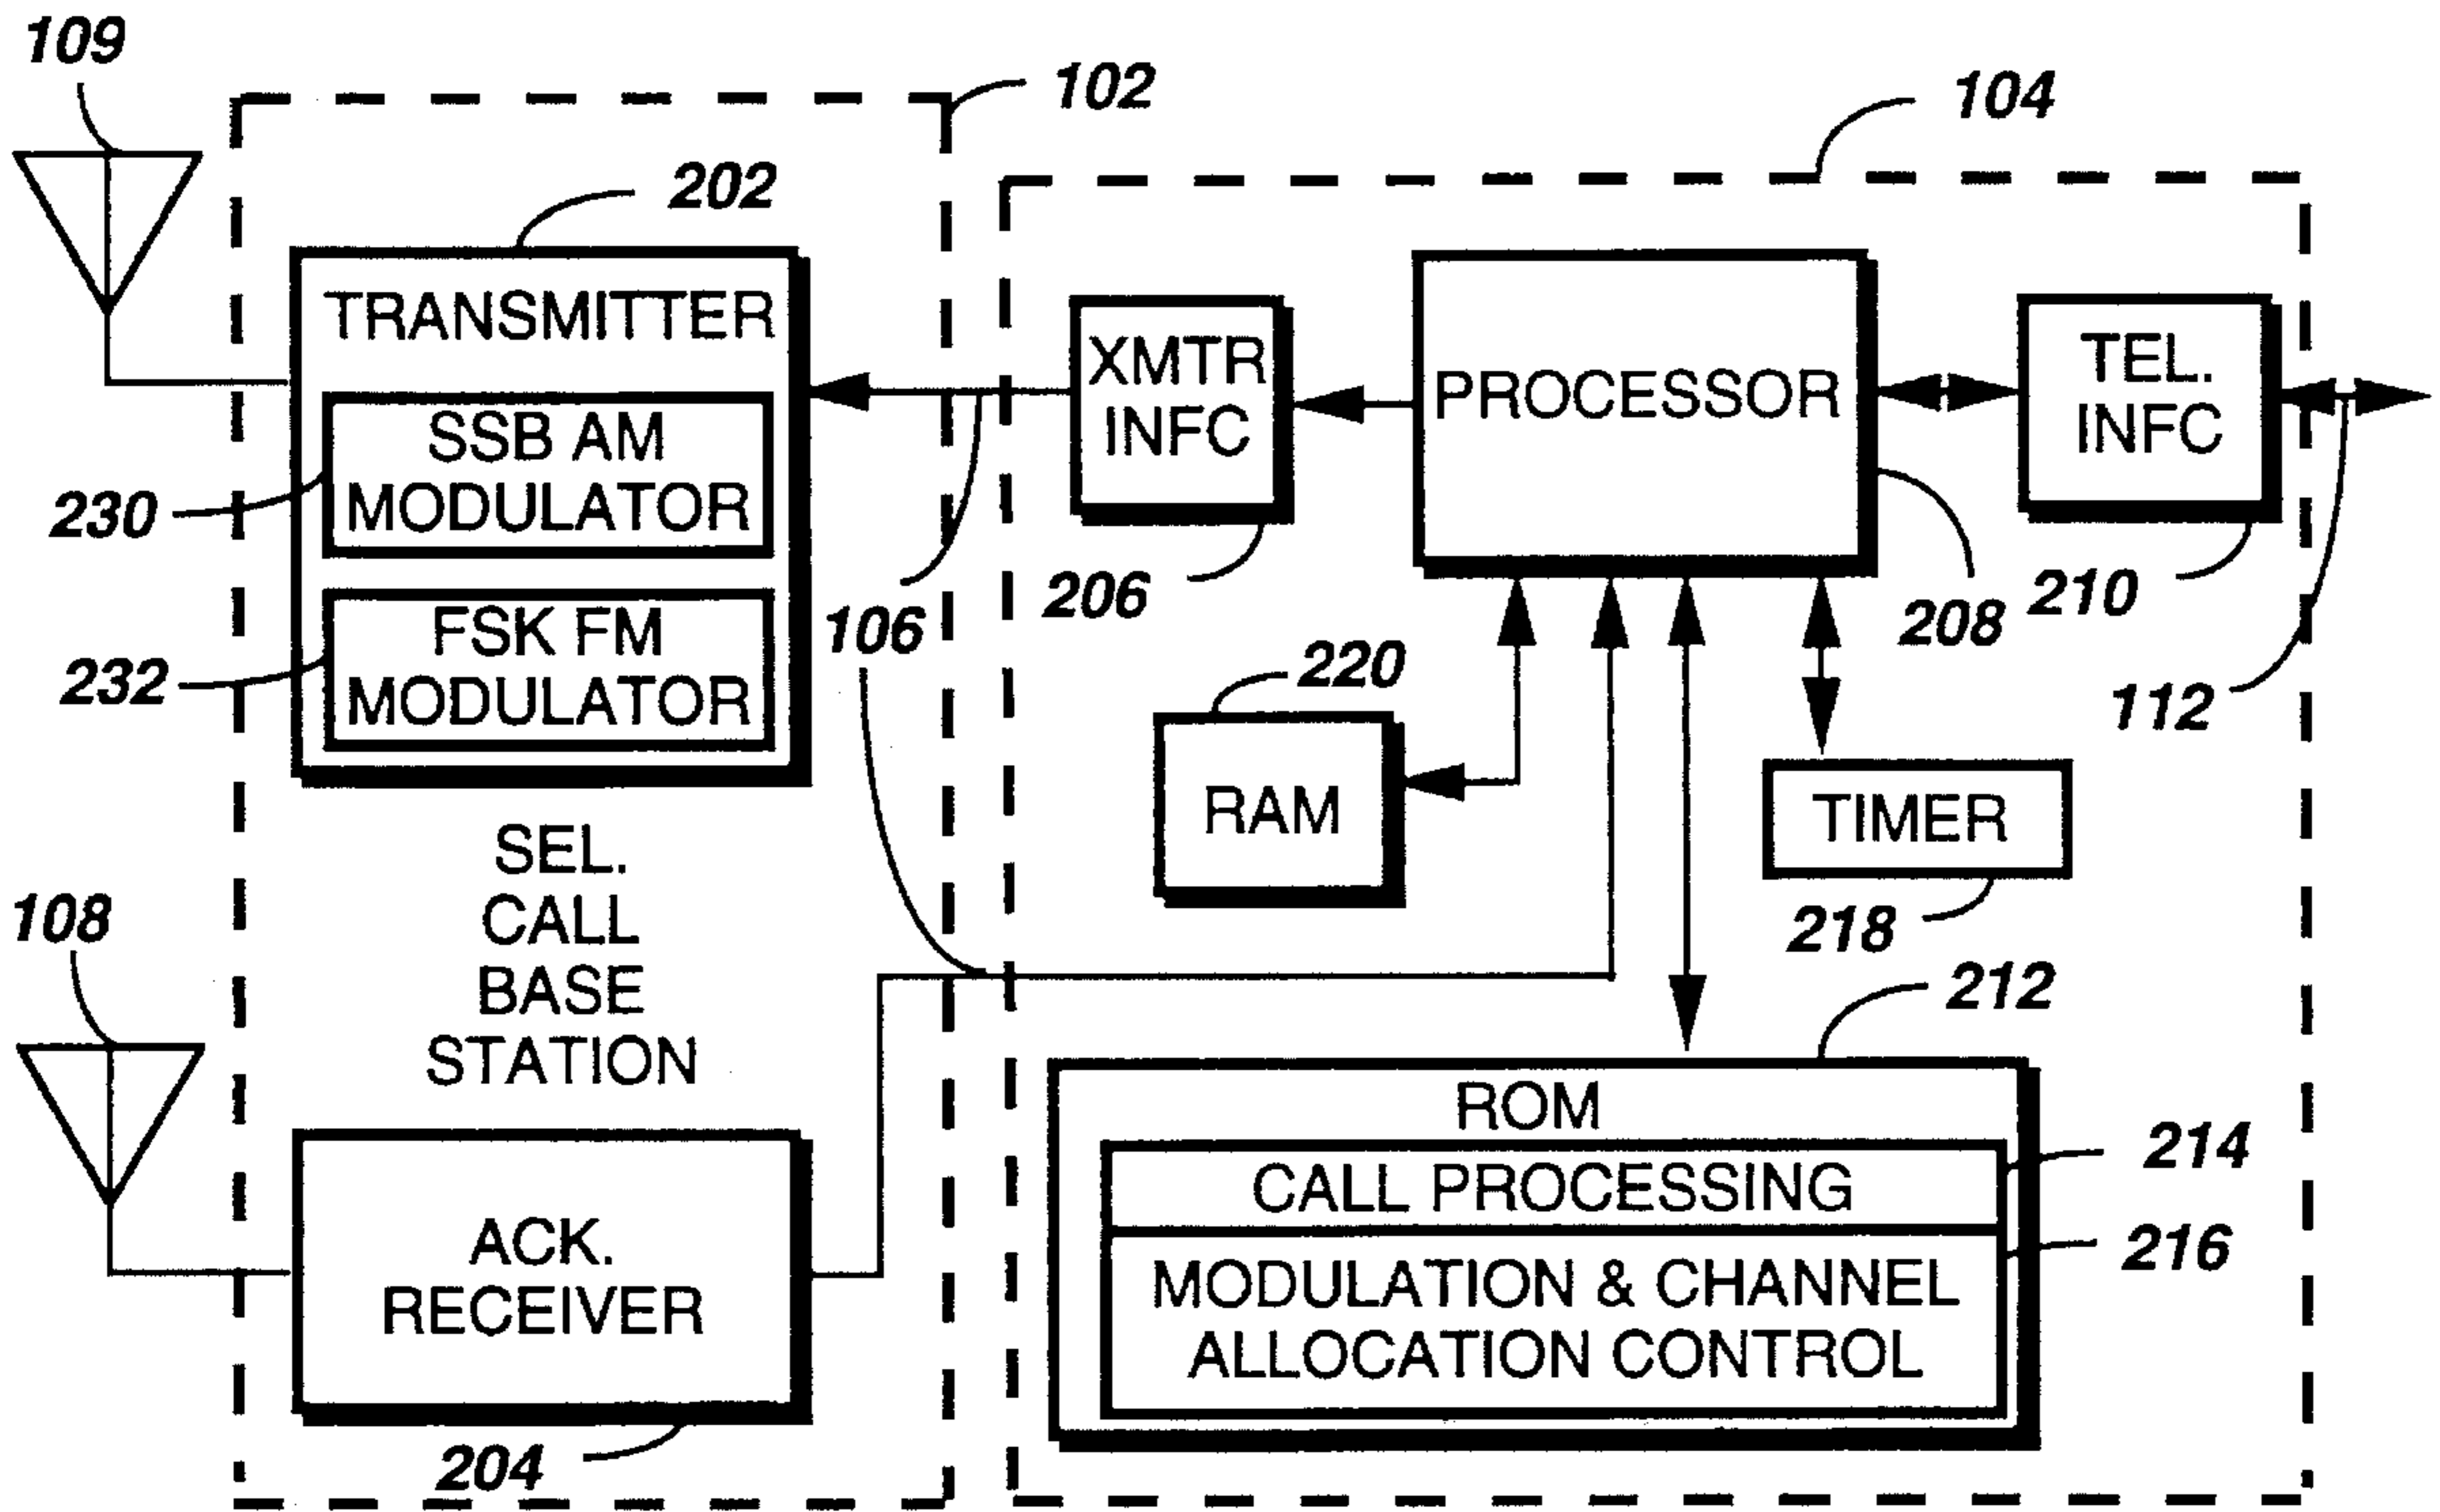 109
102
104
202
TRANSMITTER
SSB AM
MODULATOR
230
FSK FM
MODULATOR
232
XMTR
INFC
206
PROCESSOR
208
TEL.
INFC
210
112
106
220
RAM
TIMER
218
SEL.
CALL
BASE
STATION
108
ACK.
RECEIVER
204
212
ROM
CALL PROCESSING
214
MODULATION & CHANNEL
ALLOCATION CONTROL
216